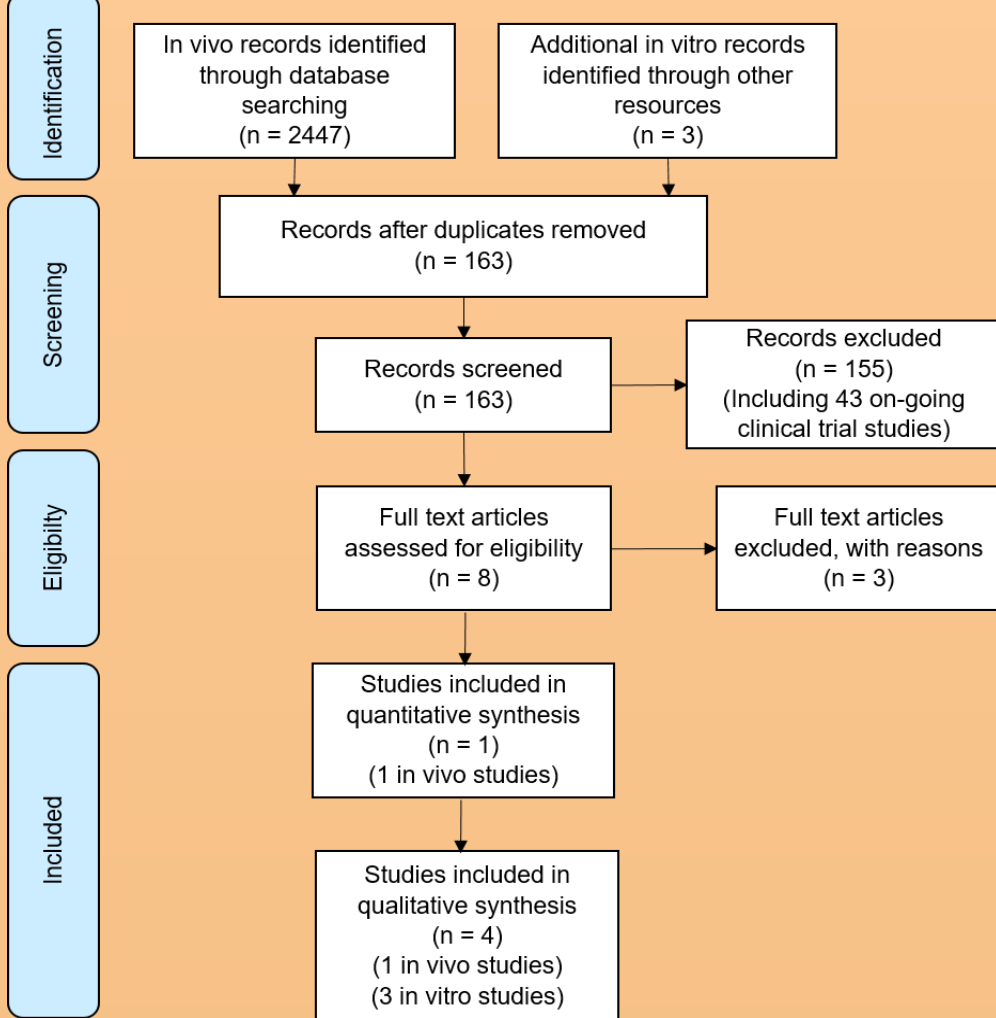 Identification
In vivo records identified
through database
searching
(n = 2447)
Additional in vitro records
identified through other
resources
(n = 3)
Screening
Records after duplicates removed
(n = 163)
Records screened
(n = 163)
Records excluded
(n = 155)
(Including 43 on-going
clinical trial studies)
Eligibilty
Full text articles
assessed for eligibility
(n = 8)
Full text articles
excluded, with reasons
(n = 3)
Included
Studies included in
quantitative synthesis
(n = 1)
(1 in vivo studies)
Studies included in
qualitative synthesis
(n = 4)
(1 in vivo studies)
(3 in vitro studies)